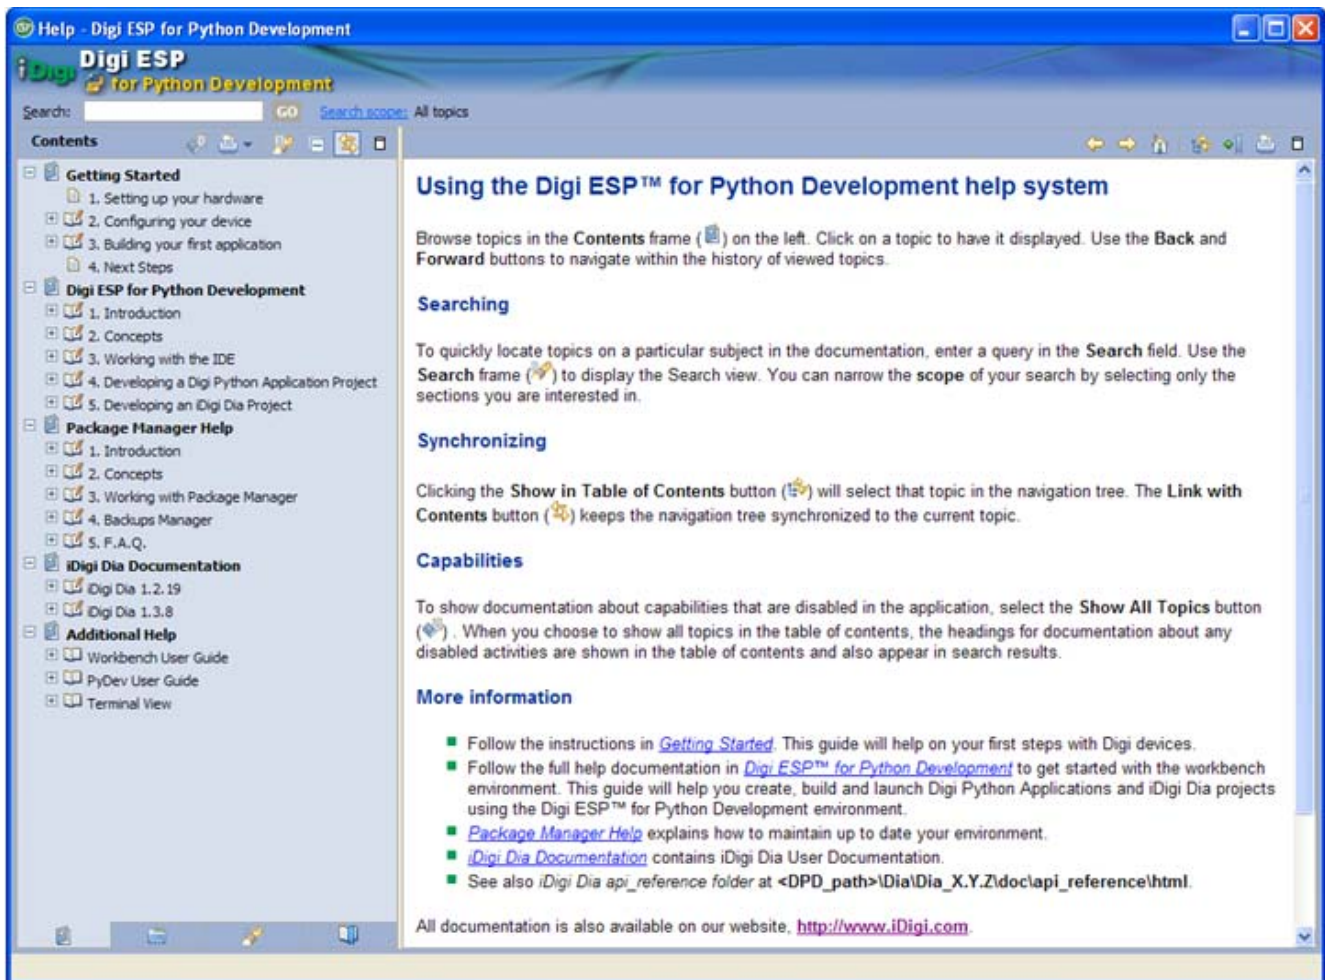 Help - Digi ESP for Python Development
iDigi
Digi ESP
for Python Development
Search:
GO
Search scope: All topics
Contents
Getting Started
1. Setting up your hardware
2. Configuring your device
3. Building your first application
4. Next Steps
Digi ESP for Python Development
1. Introduction
2. Concepts
3. Working with the IDE
4. Developing a Digi Python Application Project
5. Developing an iDigi Dia Project
Package Manager Help
1. Introduction
2. Concepts
3. Working with Package Manager
4. Backups Manager
5. F.A.Q.
iDigi Dia Documentation
iDigi Dia 1.2.19
iDigi Dia 1.3.8
Additional Help
Workbench User Guide
PyDev User Guide
Terminal View
Using the Digi ESP™ for Python Development help system
Browse topics in the Contents frame ( ) on the left. Click on a topic to have it displayed. Use the Back and
Forward buttons to navigate within the history of viewed topics.
Searching
To quickly locate topics on a particular subject in the documentation, enter a query in the Search field. Use the
Search frame ( ) to display the Search view. You can narrow the scope of your search by selecting only the
sections you are interested in.
Synchronizing
Clicking the Show in Table of Contents button ( ) will select that topic in the navigation tree. The Link with
Contents button ( ) keeps the navigation tree synchronized to the current topic.
Capabilities
To show documentation about capabilities that are disabled in the application, select the Show All Topics button
( ) . When you choose to show all topics in the table of contents, the headings for documentation about any
disabled activities are shown in the table of contents and also appear in search results.
More information
Follow the instructions in Getting Started. This guide will help on your first steps with Digi devices.
Follow the full help documentation in Digi ESP™ for Python Development to get started with the workbench
environment. This guide will help you create, build and launch Digi Python Applications and iDigi Dia projects
using the Digi ESP™ for Python Development environment.
Package Manager Help explains how to maintain up to date your environment.
iDigi Dia Documentation contains iDigi Dia User Documentation.
See also iDigi Dia api_reference folder at <DPD_path>\Dia\Dia_X.Y.Z\doc\api_reference\html.
All documentation is also available on our website, http://www.iDigi.com.